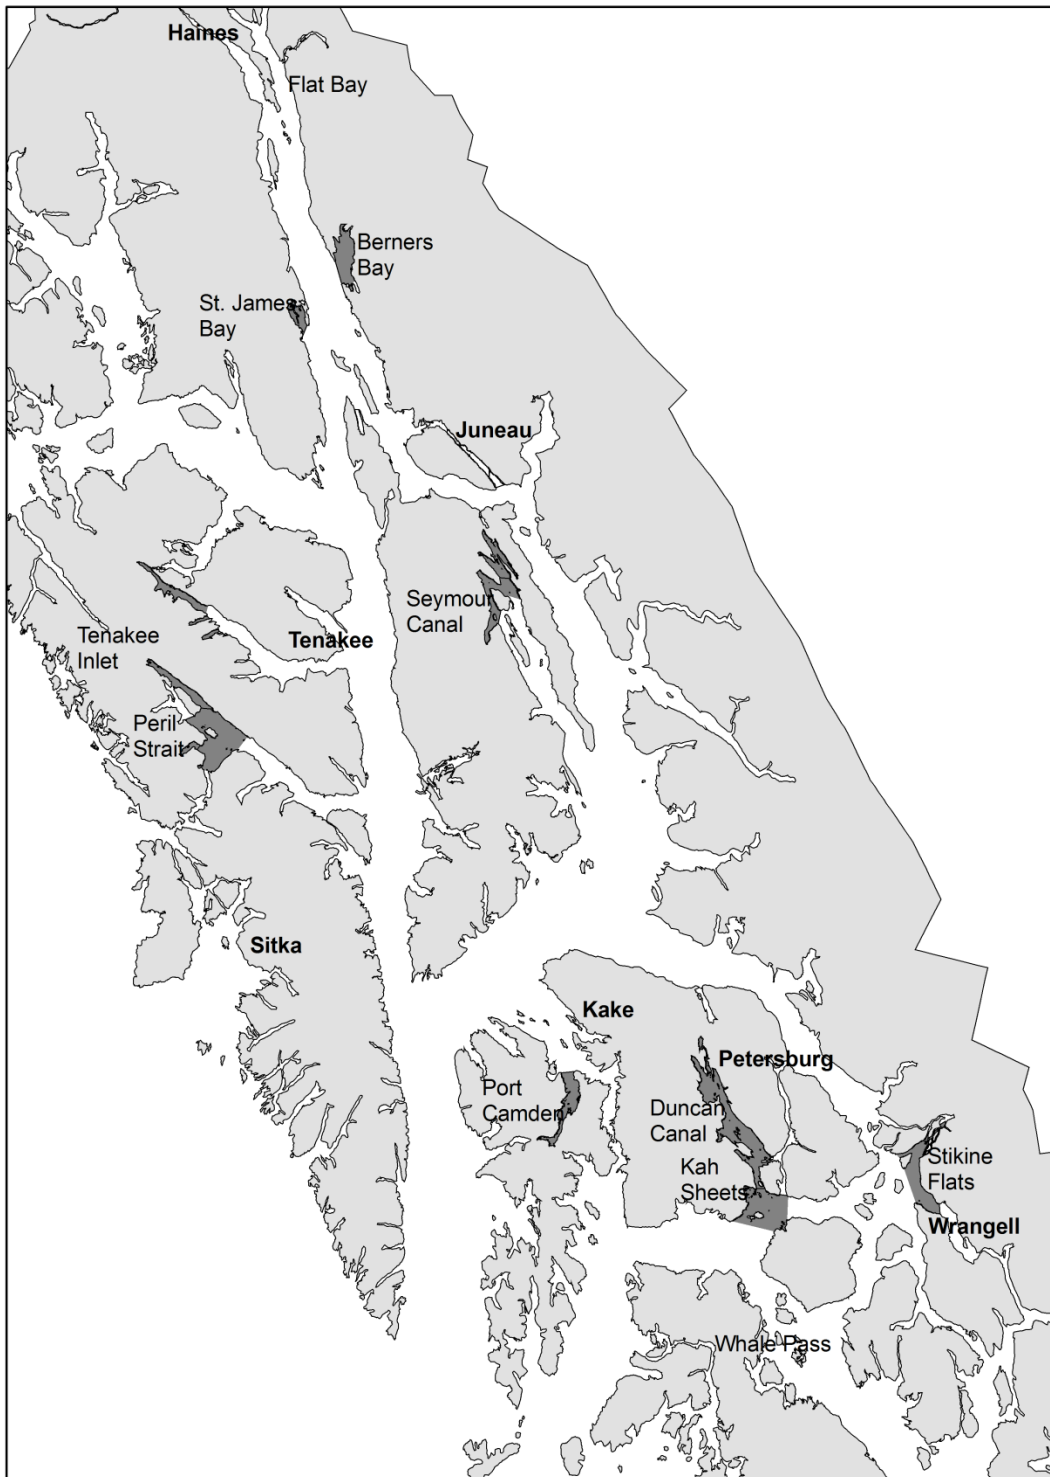 Haines
Flat Bay
Berners
Bay
St. James
Bay
Juneau
Seymour
Canal
Tenakee
Tenakee
Inlet
Peril
Strait
Sitka
Kake
Petersburg
Port
Camden
Duncan
Canal
Kah
Sheets
Stikine
Flats
Wrangell
Whale Pass